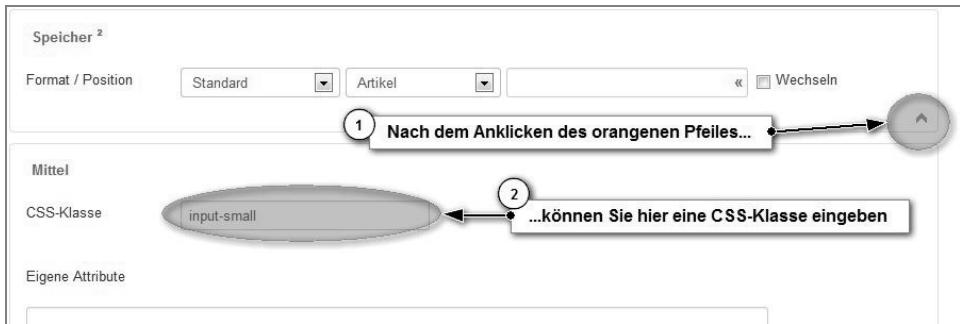 Speicher ²
Format / Position Standard Artikel « Wechseln
1 Nach dem Anklicken des orangenen Pfeiles...
Mittel
2
CSS-Klasse input-small ...können Sie hier eine CSS-Klasse eingeben
Eigene Attribute